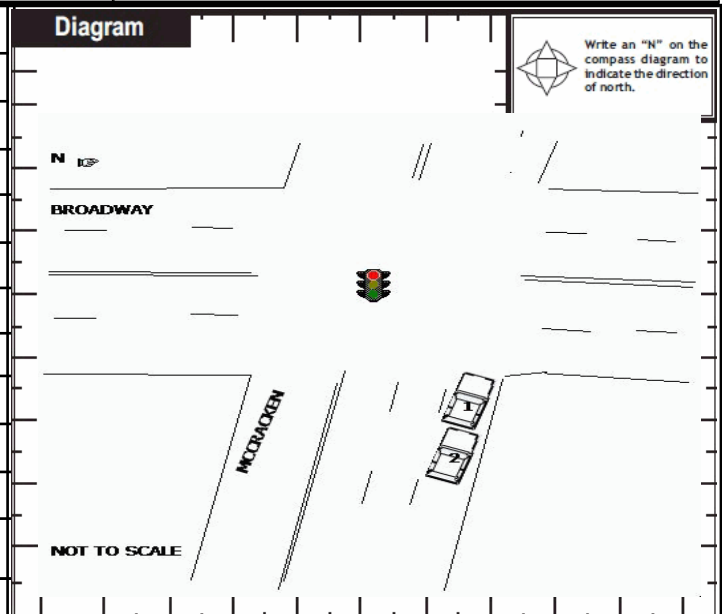 Diagram
Write an “N” on the
compass diagram to
indicate the direction
of north.
N
BROADWAY
MCCRACKEN
1
2
NOT TO SCALE